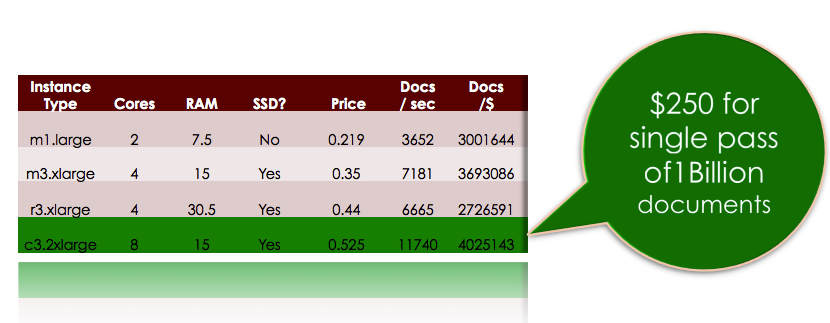 Instance Type Cores RAM SSD? Price Docs / sec Docs /$
m1.large 2 7.5 No 0.219 3652 3001644
m3.xlarge 4 15 Yes 0.35 7181 3693086
r3.xlarge 4 30.5 Yes 0.44 6665 2726591
c3.2xlarge 8 15 Yes 0.525 11740 4025143
$250 for
single pass
of1Billion
documents